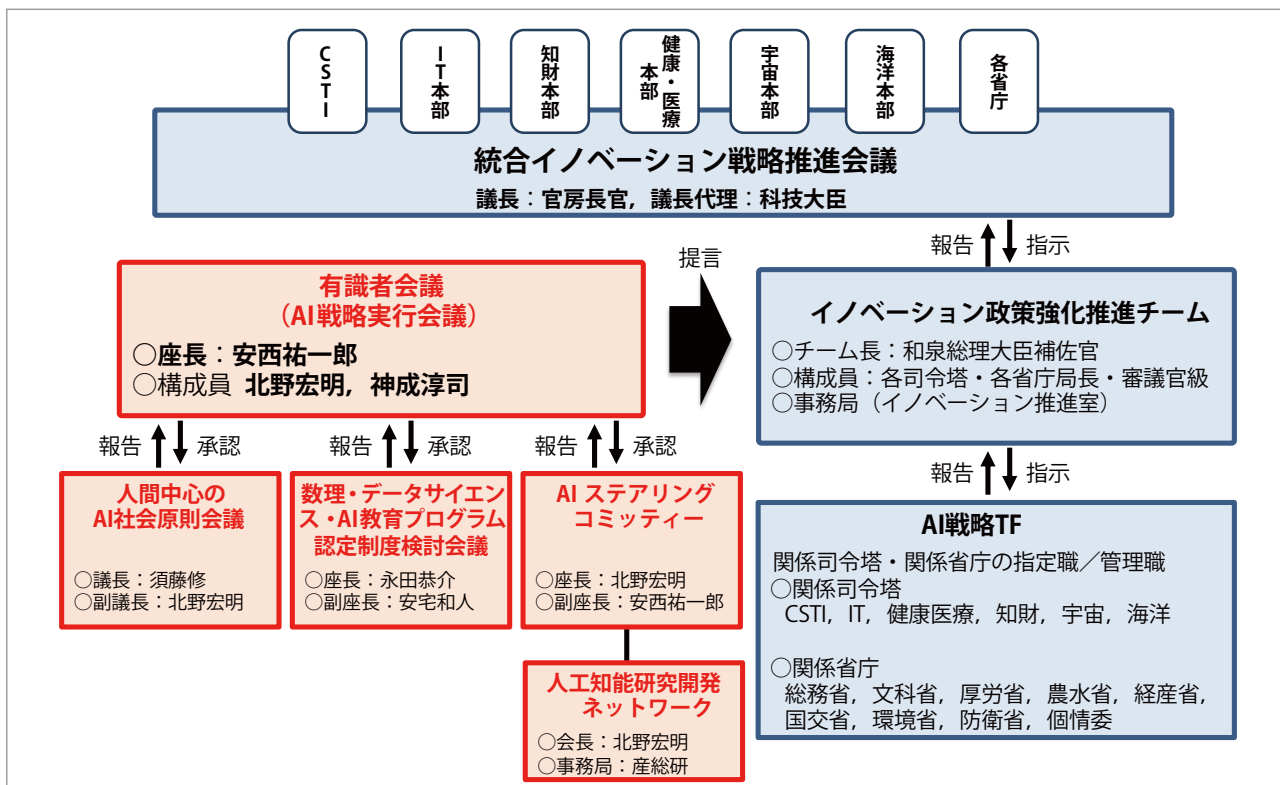 CSTI
IT本部
知財本部
健康・医療
本部
宇宙本部
海洋本部
各省庁
統合イノベーション戦略推進会議
議長：官房長官，議長代理：科技大臣
報告
指示
提言
有識者会議
（AI戦略実行会議）
○座長：安西祐一郎
○構成員 北野宏明，神成淳司
イノベーション政策強化推進チーム
○チーム長：和泉総理大臣補佐官
○構成員：各司令塔・各省庁局長・審議官級
○事務局（イノベーション推進室）
報告
承認
報告
承認
報告
承認
報告
指示
人間中心の
AI社会原則会議
○議長：須藤修
○副議長：北野宏明
数理・データサイエン
ス・AI教育プログラム
認定制度検討会議
○座長：永田恭介
○副座長：安宅和人
AI ステアリング
コミッティー
○座長：北野宏明
○副座長：安西祐一郎
人工知能研究開発
ネットワーク
○会長：北野宏明
○事務局：産総研
AI戦略TF
関係司令塔・関係省庁の指定職／管理職
○関係司令塔
CSTI，IT，健康医療，知財，宇宙，海洋
○関係省庁
総務省，文科省，厚労省，農水省，経産省，
国交省，環境省，防衛省，個情委